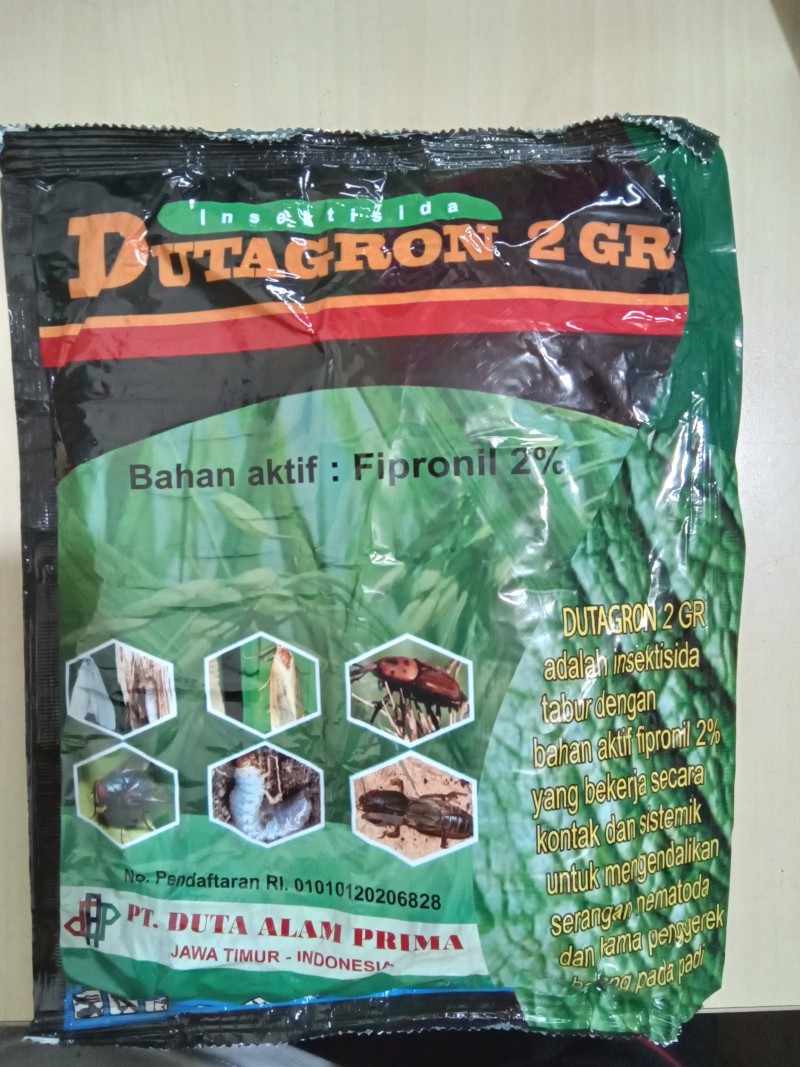 Insektisida
DUTAGRON 2 GR
Bahan aktif : Fipronil 2%
DUTAGRON 2 GR
adalah insektisida
tabur dengan
bahan aktif fipronil 2%
yang bekerja secara
kontak dan sistemik
untuk mengendalikan
serangan nematoda
dan hama penggerek
batang pada padi
No. Pendaftaran RI. 01010120206828
DAP
PT. DUTA ALAM PRIMA
JAWA TIMUR - INDONESIA